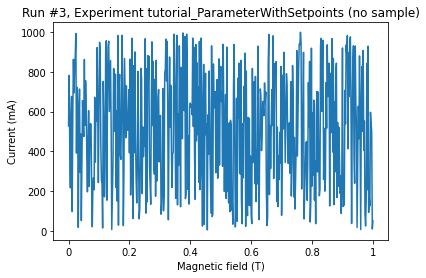 Run #3, Experiment tutorial_ParameterWithSetpoints (no sample)
1000
800
600
400
200
0
Current (mA)
0 0.2 0.4 0.6 0.8 1
Magnetic field (T)